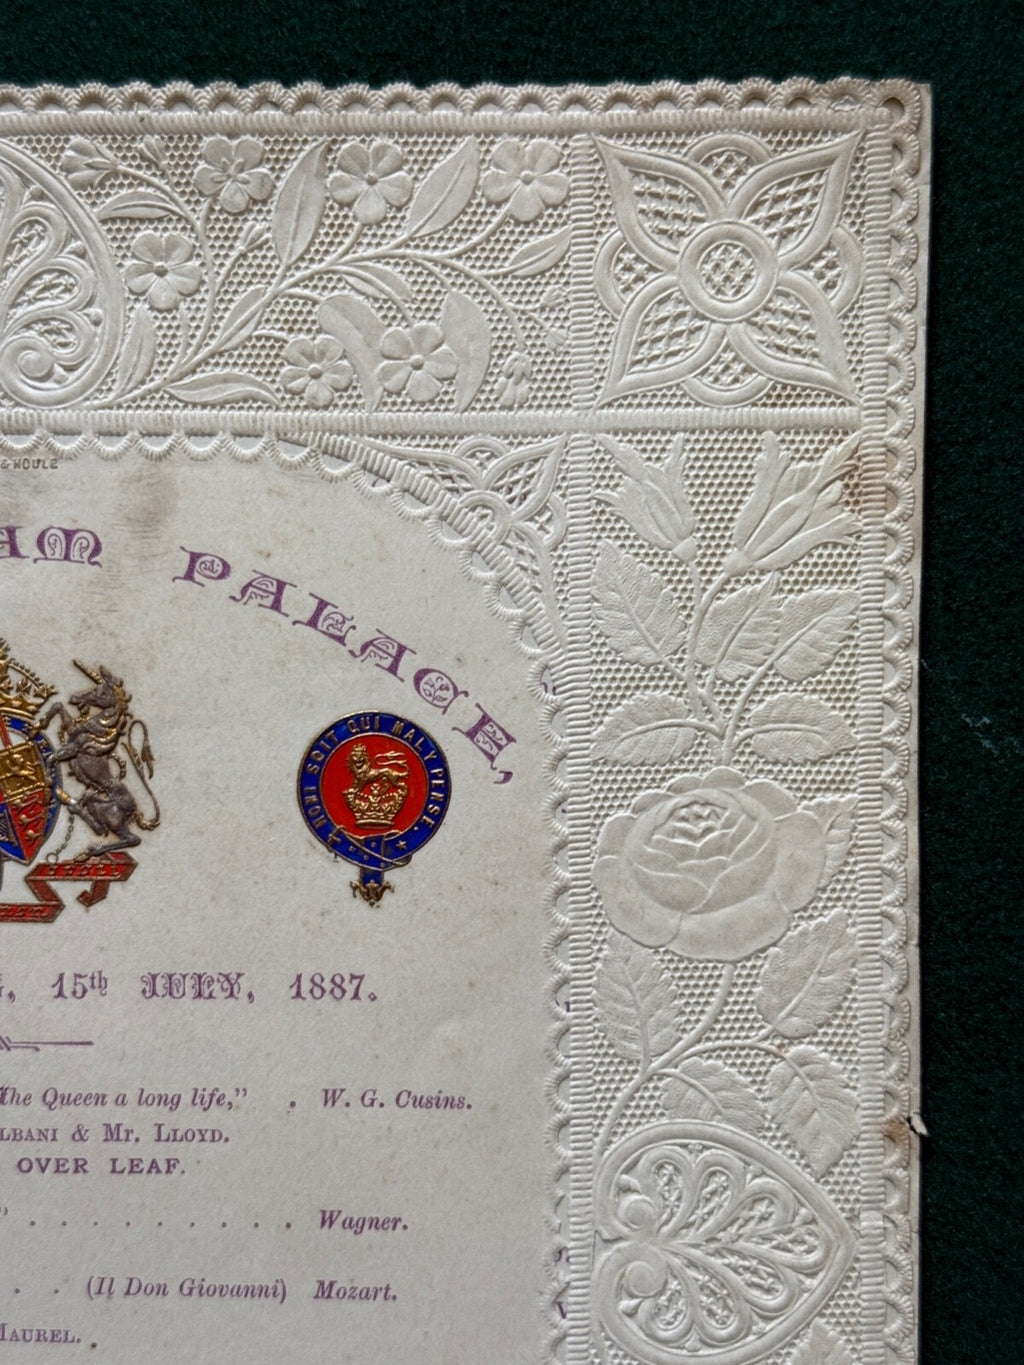 & HOULE
AM PALACE,
HONI SOIT QUI MAL Y PENSE.
15th JULY, 1887.
the Queen a long life," . W. G. Cusins.
LBANI & Mr. LLOYD.
OVER LEAF.
" . . . . . . . . . . Wagner.
. . (Il Don Giovanni) Mozart.
MAUREL.